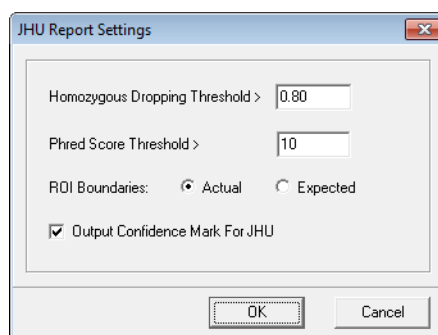 JHU Report Settings
Homozygous Dropping Threshold > 0.80
Phred Score Threshold > 10
ROI Boundaries: Actual Expected
Output Confidence Mark For JHU
OK Cancel